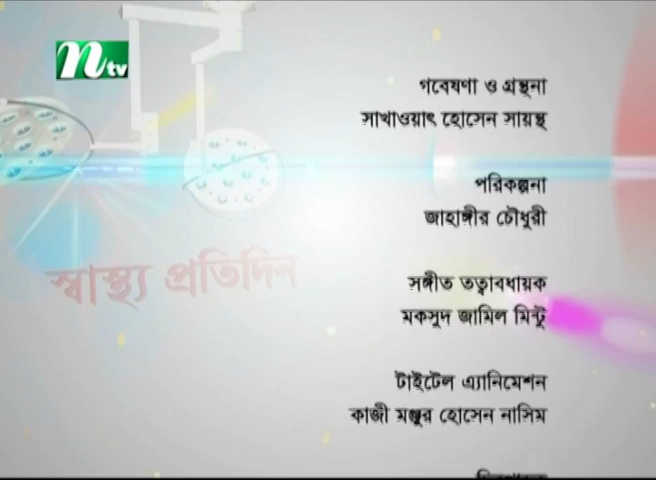 ntv
গবেষণা ও গ্রন্থনা
সাখাওয়াৎ হোসেন সায়ন্থ
পরিকল্পনা
জাহাঙ্গীর চৌধুরী
স্বাস্থ্য প্রতিদিন
সঙ্গীত তত্ত্বাবধায়ক
মকসুদ জামিল মিন্টু
টাইটেল এ্যানিমেশন
কাজী মঞ্জুর হোসেন নাসিম